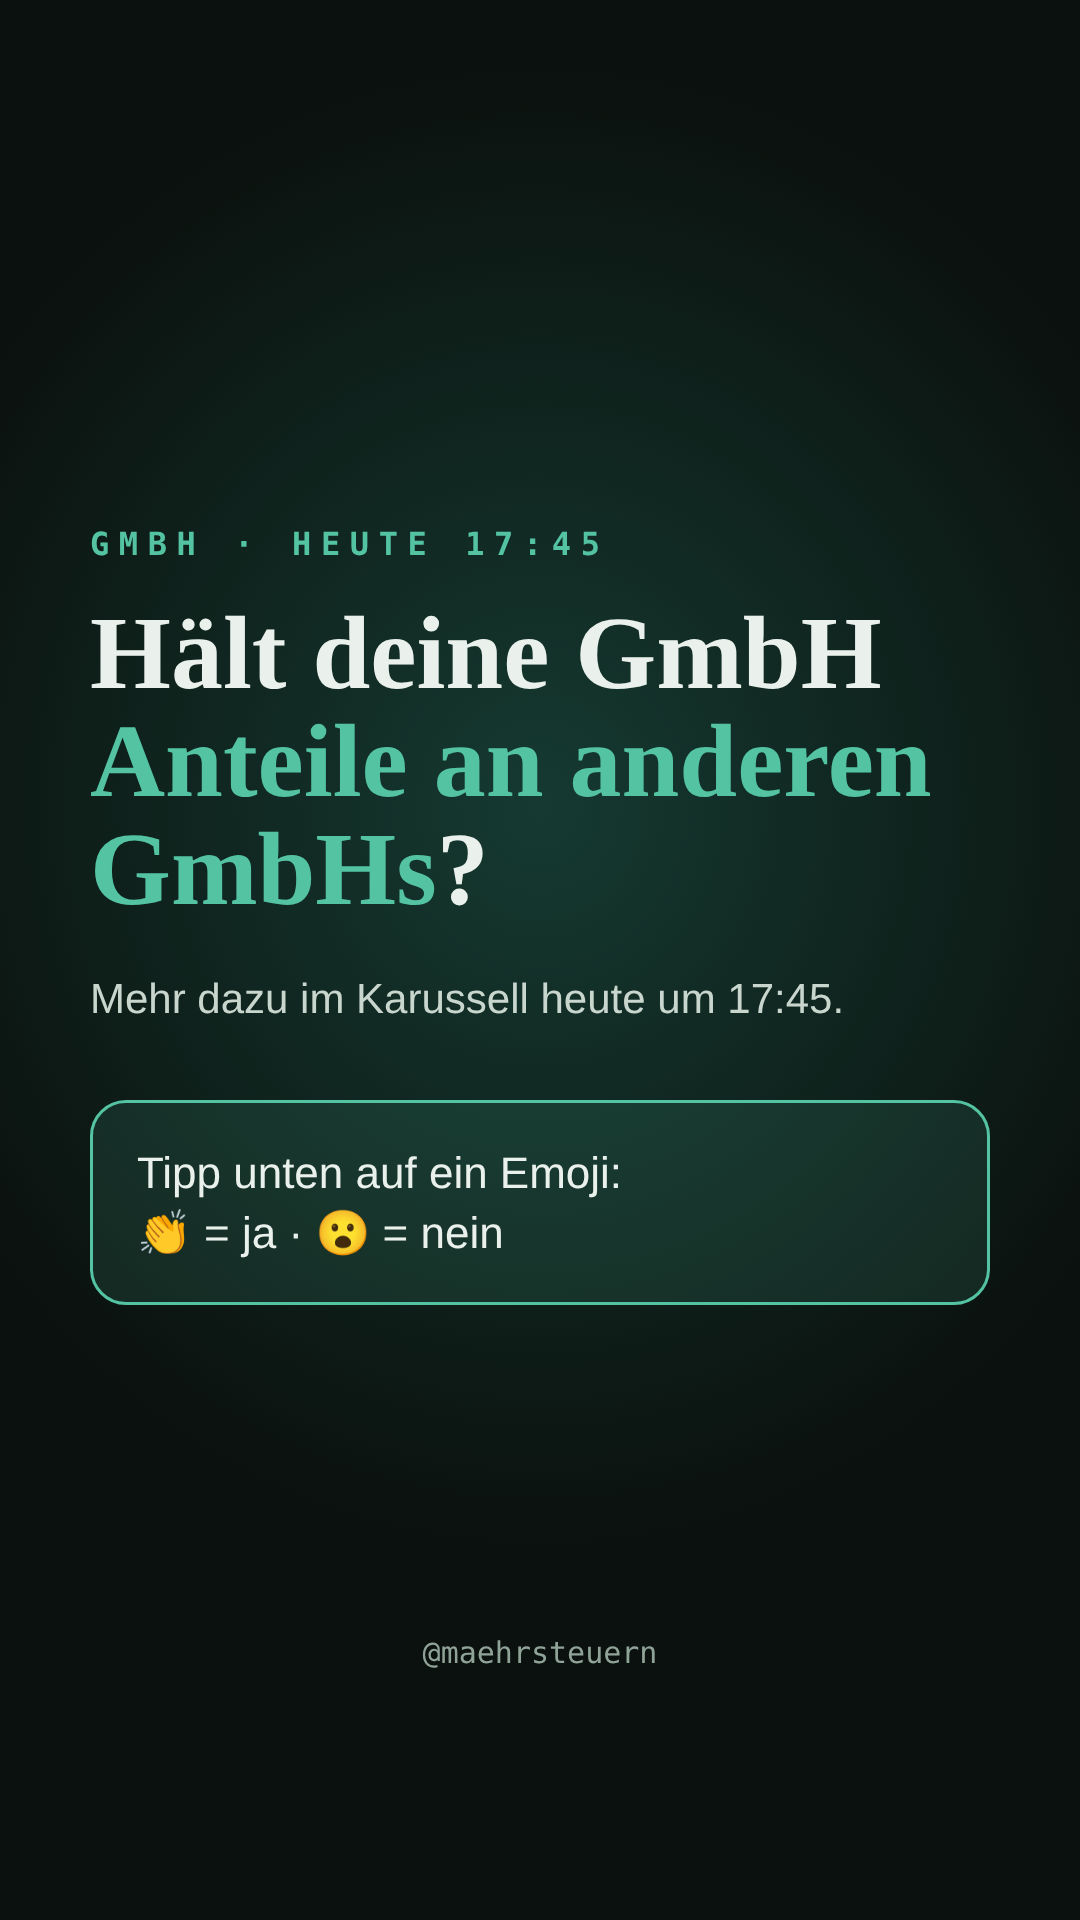 GMBH · HEUTE 17:45
Hält deine GmbH
Anteile an anderen
GmbHs?
Mehr dazu im Karussell heute um 17:45.
Tipp unten auf ein Emoji:
👏 = ja · 😮 = nein
@maehrsteuern